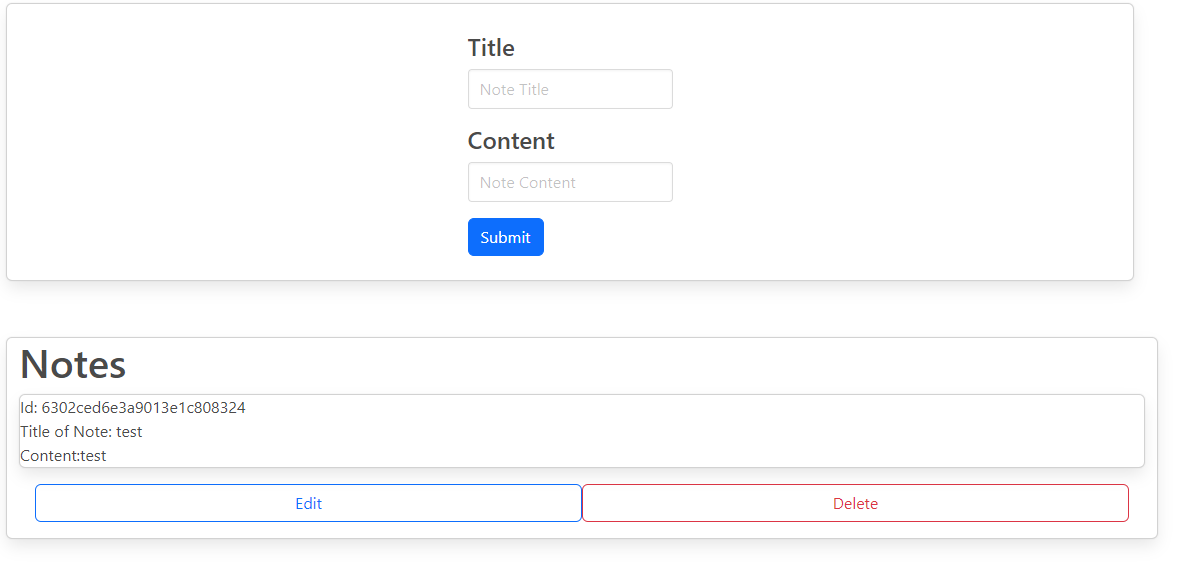 Title
Note Title
Content
Note Content
Submit
Notes
Id: 6302ced6e3a9013e1c808324
Title of Note: test
Content:test
Edit Delete